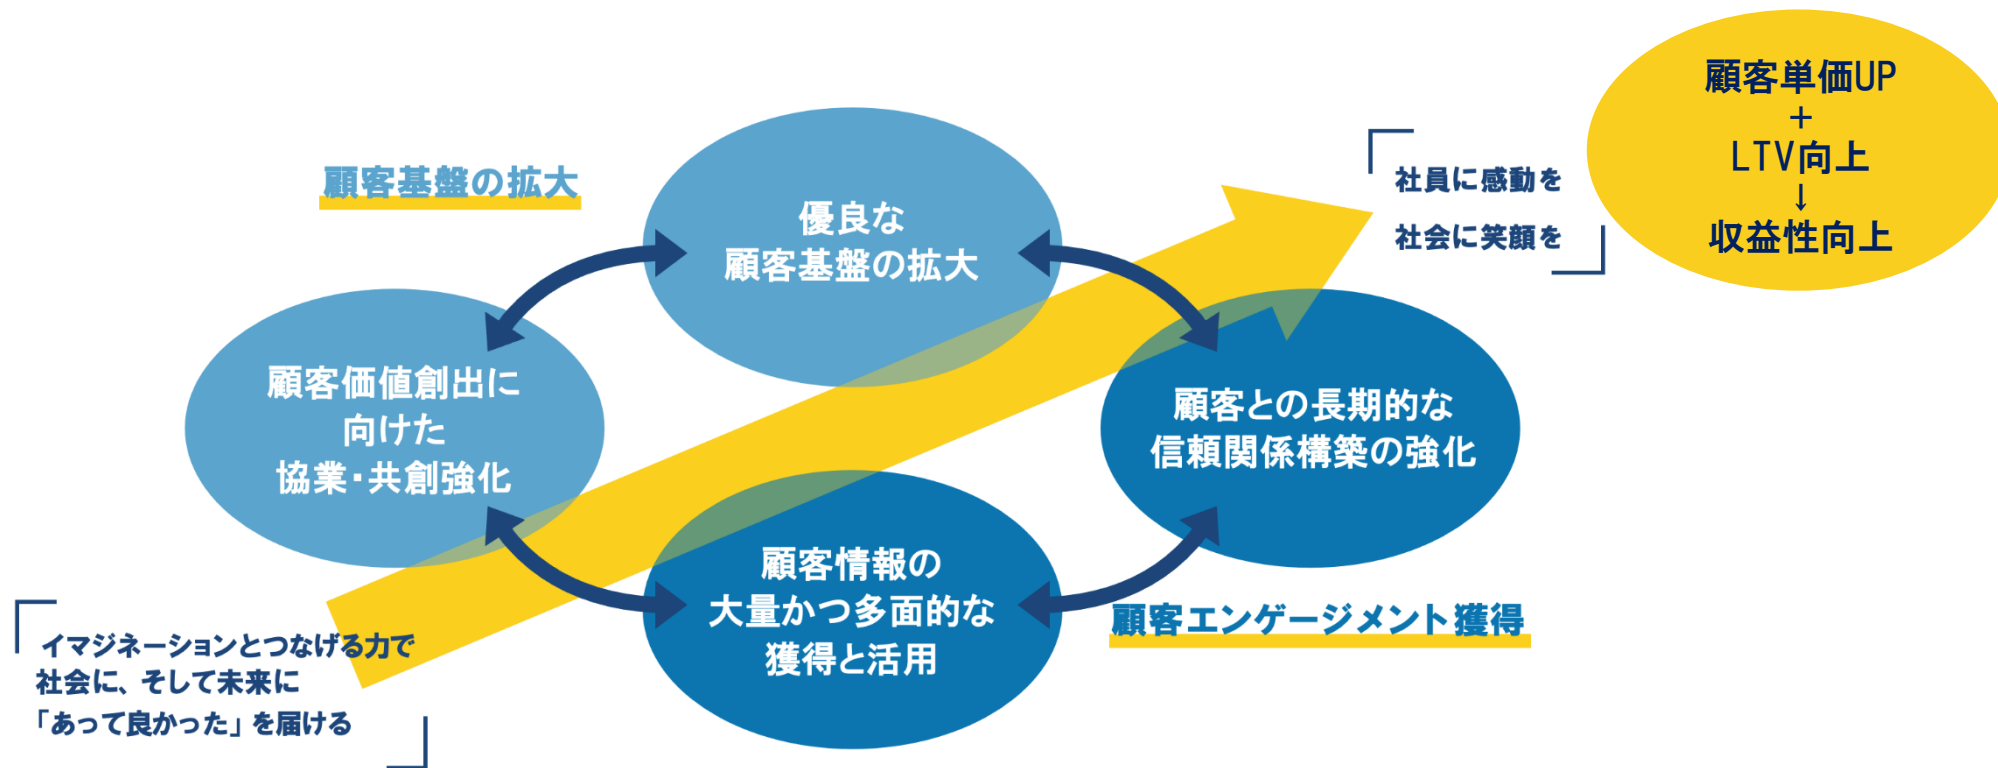 顧客単価UP
+
LTV向上
↓
収益性向上
社員に感動を
社会に笑顔を
顧客基盤の拡大
優良な
顧客基盤の拡大
顧客価値創出に
向けた
協業・共創強化
顧客との長期的な
信頼関係構築の強化
顧客情報の
大量かつ多面的な
獲得と活用
顧客エンゲージメント獲得
イマジネーションとつなげる力で
社会に、そして未来に
「あって良かった」を届ける